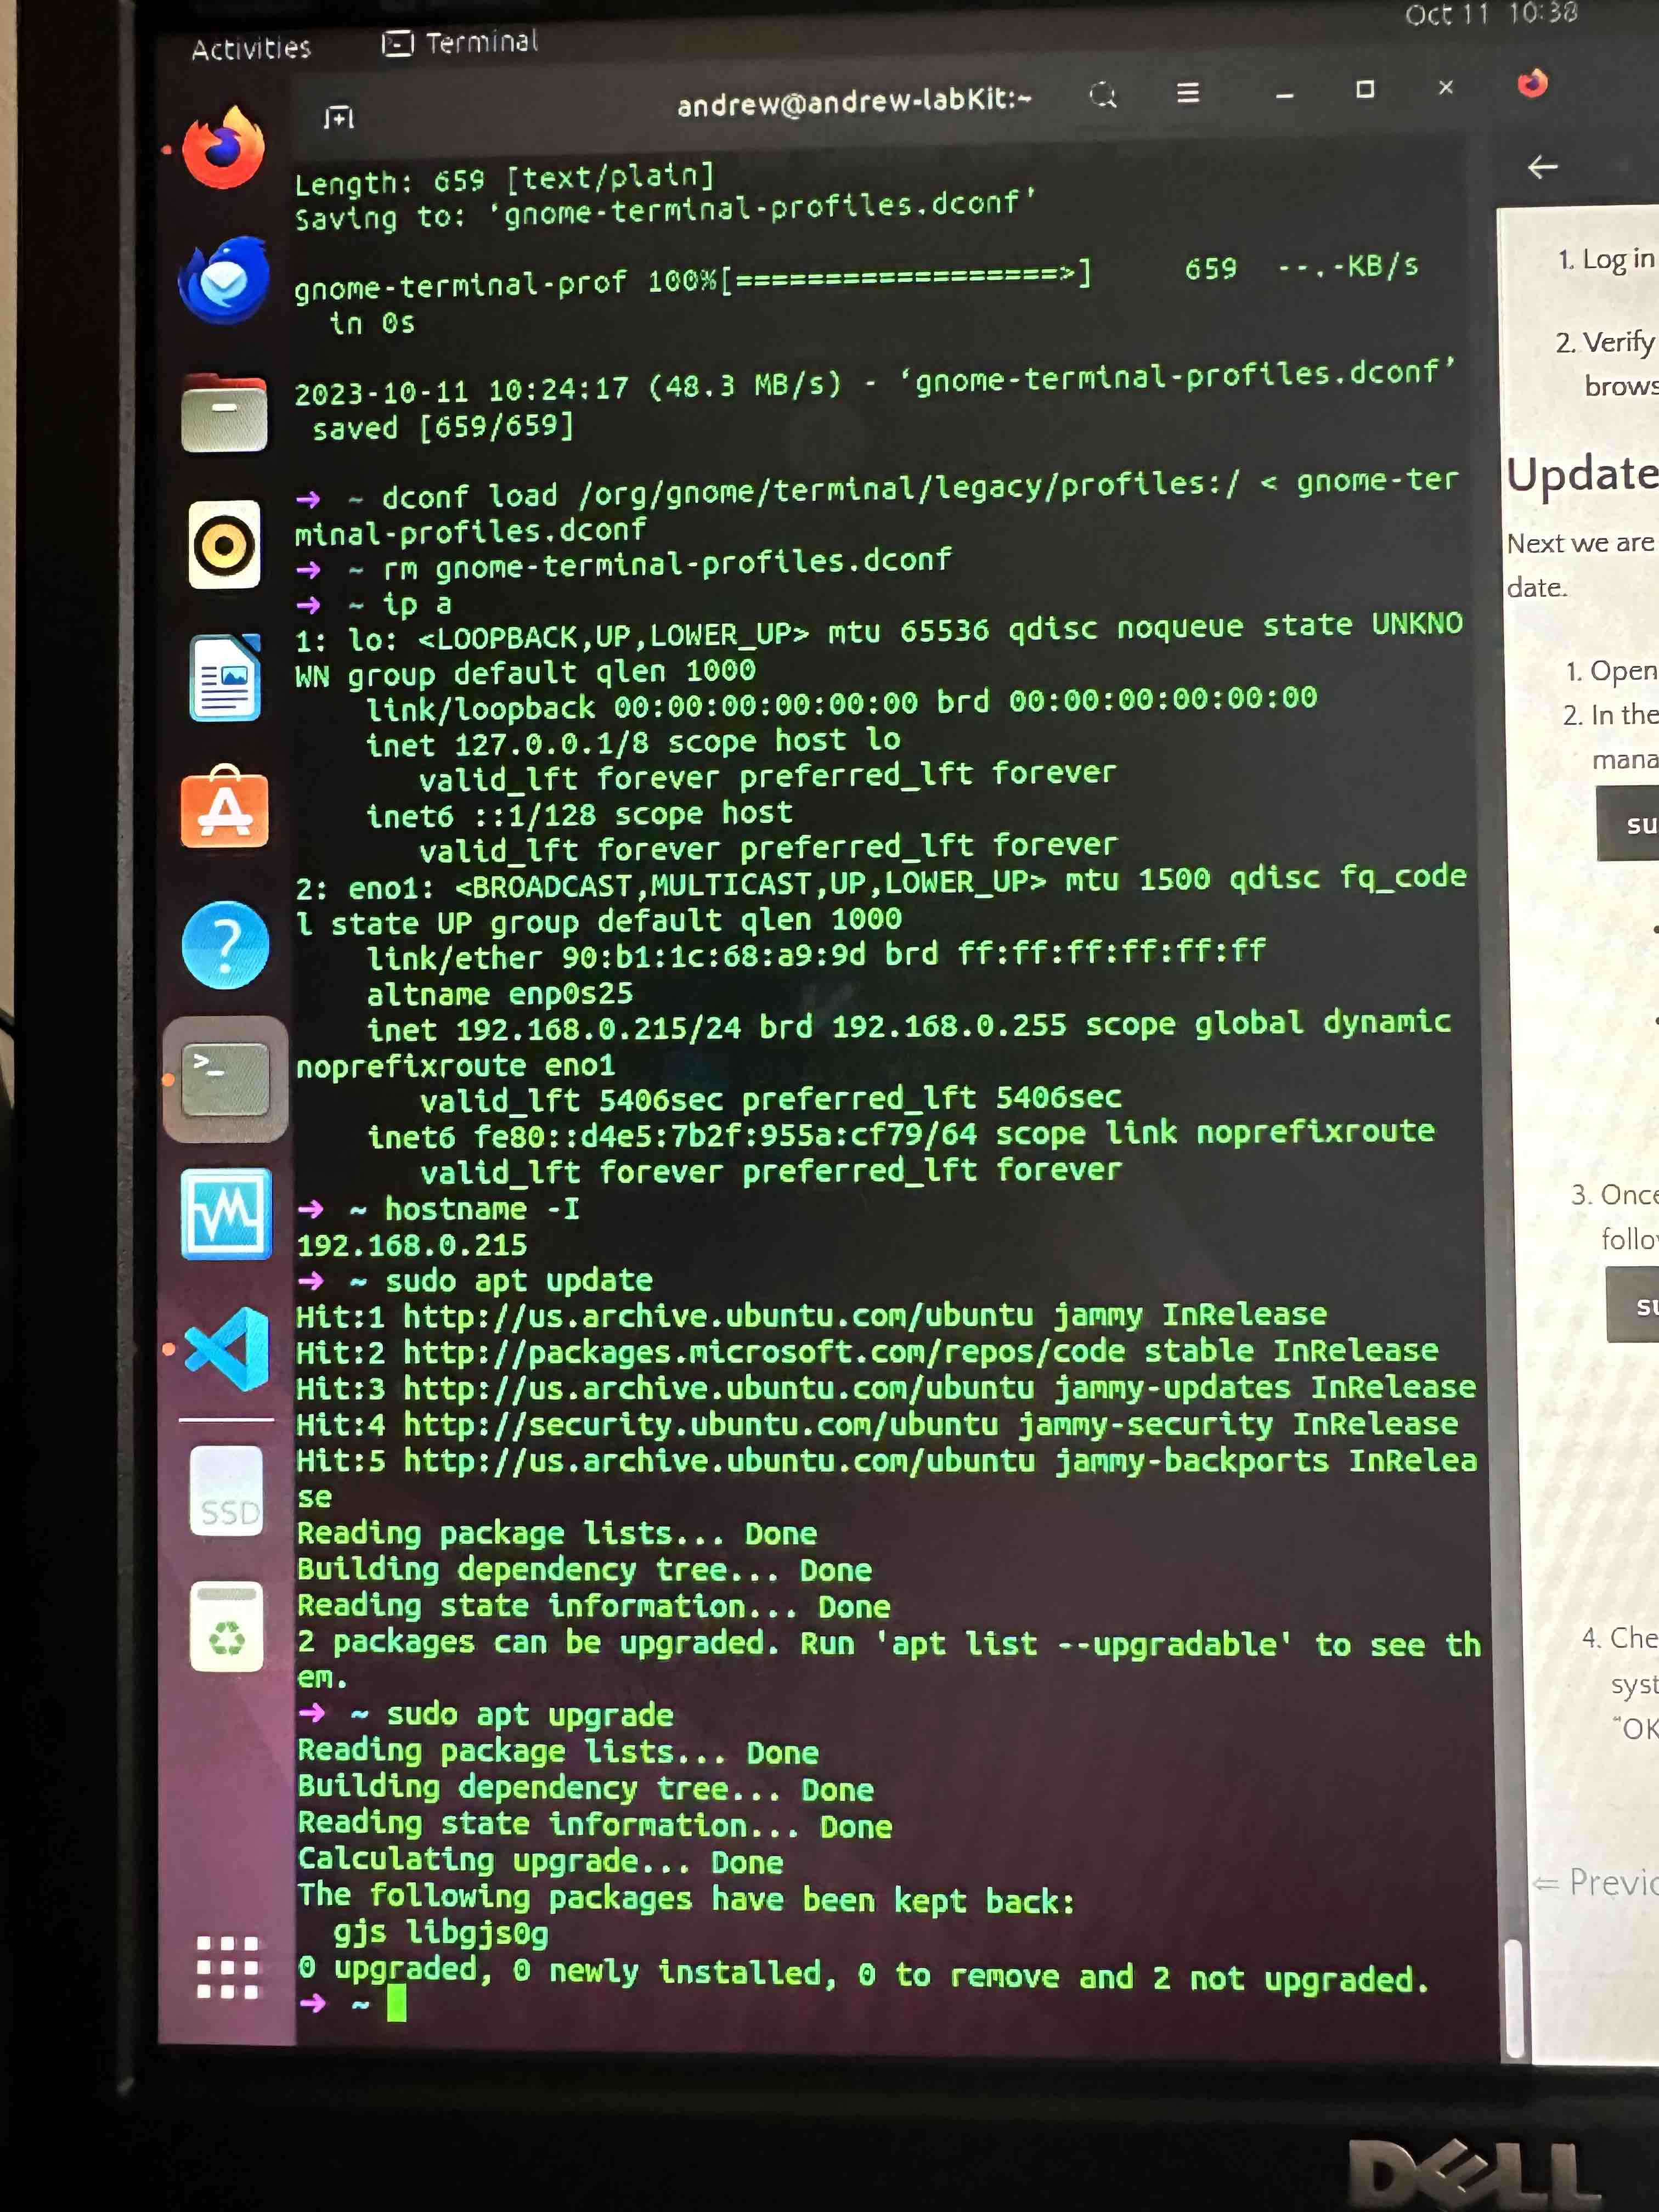 Oct 11 10:38
Activities
Terminal
andrew@andrew-labKit:~
Length: 659 [text/plain]
Saving to: ‘gnome-terminal-profiles.dconf’
gnome-terminal-prof 100%[==================>] 659 --.-KB/s
in 0s
2023-10-11 10:24:17 (48.3 MB/s) - ‘gnome-terminal-profiles.dconf’
saved [659/659]
➜ ~ dconf load /org/gnome/terminal/legacy/profiles:/ < gnome-ter
minal-profiles.dconf
➜ ~ rm gnome-terminal-profiles.dconf
➜ ~ ip a
1: lo: <LOOPBACK,UP,LOWER_UP> mtu 65536 qdisc noqueue state UNKNO
WN group default qlen 1000
link/loopback 00:00:00:00:00:00 brd 00:00:00:00:00:00
inet 127.0.0.1/8 scope host lo
valid_lft forever preferred_lft forever
inet6 ::1/128 scope host
valid_lft forever preferred_lft forever
2: eno1: <BROADCAST,MULTICAST,UP,LOWER_UP> mtu 1500 qdisc fq_code
l state UP group default qlen 1000
link/ether 90:b1:1c:68:a9:9d brd ff:ff:ff:ff:ff:ff
altname enp0s25
inet 192.168.0.215/24 brd 192.168.0.255 scope global dynamic
noprefixroute eno1
valid_lft 5406sec preferred_lft 5406sec
inet6 fe80::d4e5:7b2f:955a:cf79/64 scope link noprefixroute
valid_lft forever preferred_lft forever
➜ ~ hostname -I
192.168.0.215
➜ ~ sudo apt update
Hit:1 http://us.archive.ubuntu.com/ubuntu jammy InRelease
Hit:2 http://packages.microsoft.com/repos/code stable InRelease
Hit:3 http://us.archive.ubuntu.com/ubuntu jammy-updates InRelease
Hit:4 http://security.ubuntu.com/ubuntu jammy-security InRelease
Hit:5 http://us.archive.ubuntu.com/ubuntu jammy-backports InRelea
se
Reading package lists... Done
Building dependency tree... Done
Reading state information... Done
2 packages can be upgraded. Run 'apt list --upgradable' to see th
em.
➜ ~ sudo apt upgrade
Reading package lists... Done
Building dependency tree... Done
Reading state information... Done
Calculating upgrade... Done
The following packages have been kept back:
gjs libgjs0g
0 upgraded, 0 newly installed, 0 to remove and 2 not upgraded.
➜ ~
SSD
1. Log in
2. Verify
brows
Update
Next we are
date.
1. Open
2. In the
mana
su
3. Once
follo
su
4. Che
syst
“OK
⇐ Previo
DELL